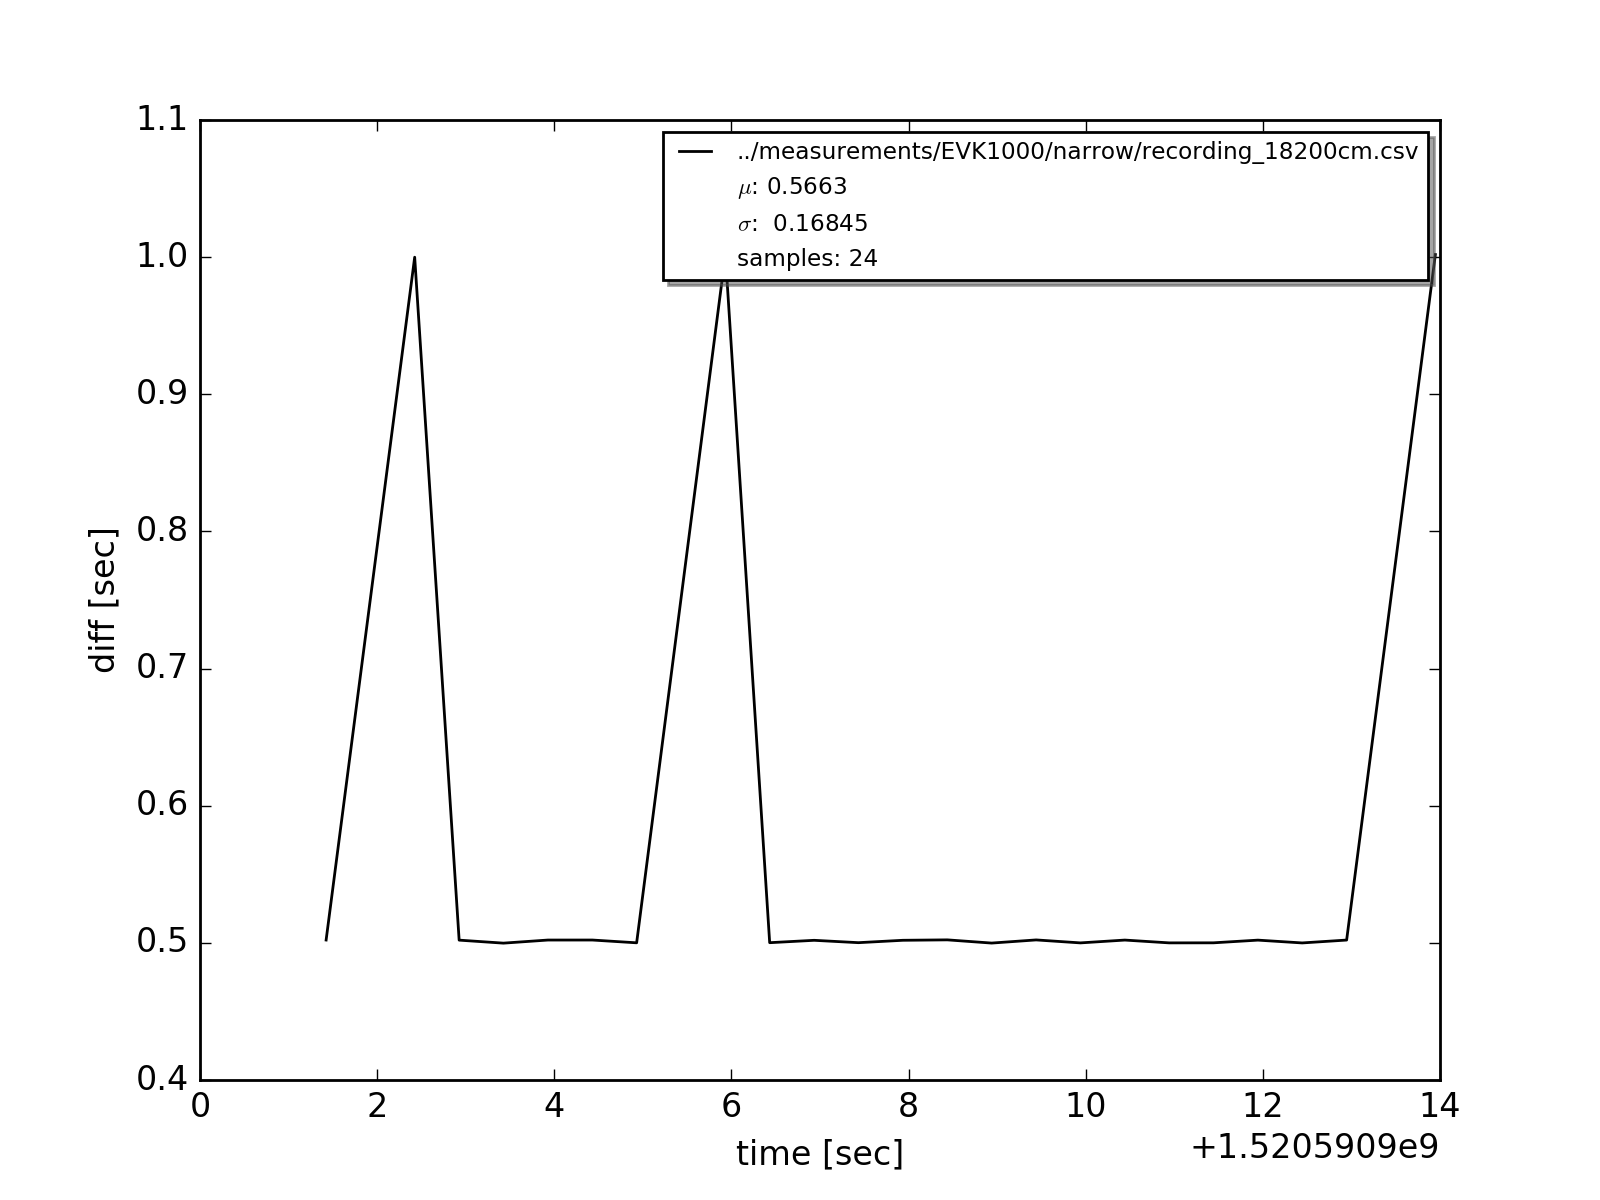 1.1
1.0
0.9
0.8
0.7
0.6
0.5
0.4
diff [sec]
../measurements/EVK1000/narrow/recording_18200cm.csv
μ: 0.5663
σ: 0.16845
samples: 24
0 2 4 6 8 10 12 14
time [sec]
+1.5205909e9